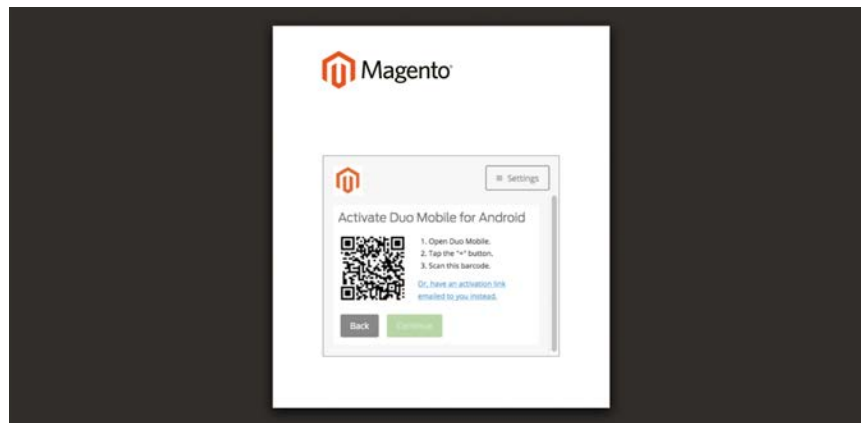 Magento
Settings
Activate Duo Mobile for Android
1. Open Duo Mobile.
2. Tap the "+" button.
3. Scan this barcode.
Or, have an activation link
emailed to you instead.
Back
Continue